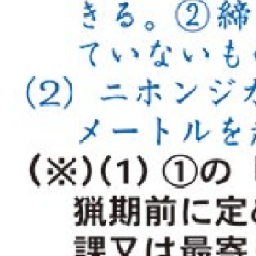 きる。②締
ていないも
(2) ニホンジカ
メートルを
(※)(1) ①の「
猟期前に定め
課又は最寄